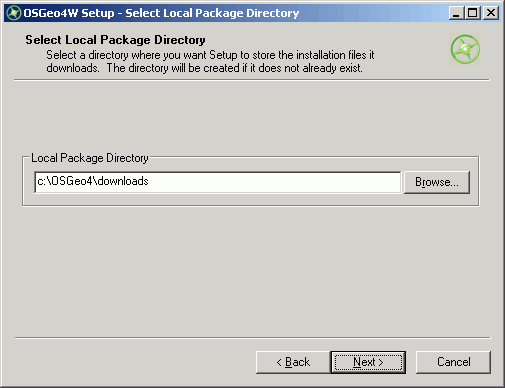 OSGeo4W Setup - Select Local Package Directory
Select Local Package Directory
Select a directory where you want Setup to store the installation files it
downloads. The directory will be created if it does not already exist.
Local Package Directory
c:\OSGeo4\downloads
Browse...
< Back
Next >
Cancel